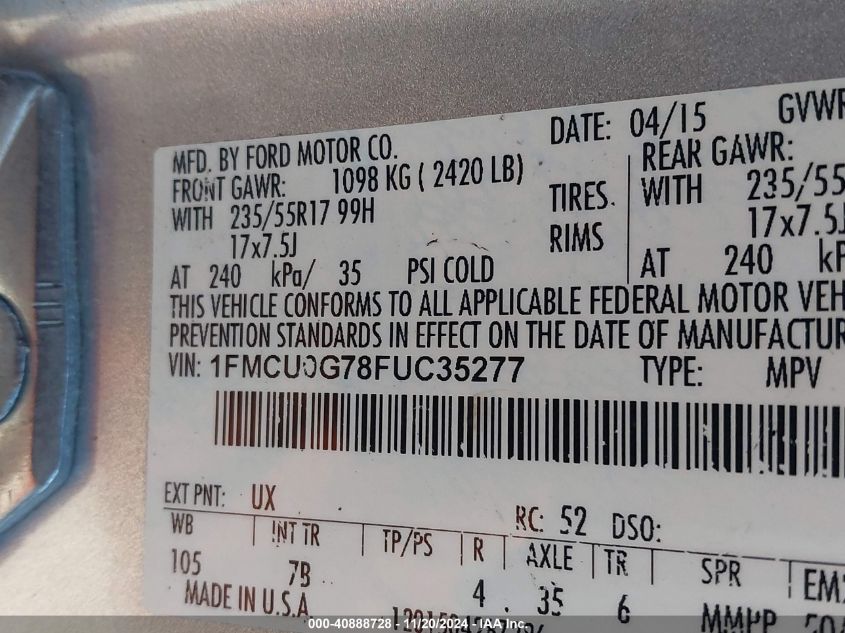 DATE: 04/15 GVWR
MFD. BY FORD MOTOR CO.
FRONT GAWR: 1098 KG ( 2420 LB) REAR GAWR:
WITH 235/55R17 99H TIRES. WITH 235/55
17x7.5J RIMS 17x7.5J
AT 240 kPa/ 35 PSI COLD AT 240 kP
THIS VEHICLE CONFORMS TO ALL APPLICABLE FEDERAL MOTOR VEH
PREVENTION STANDARDS IN EFFECT ON THE DATE OF MANUFACTUR
VIN: 1FMCU0G78FUC35277 TYPE: MPV
EXT PNT: UX RC: 52 DSO:
WB INT TR TP/PS R AXLE TR SPR
105 7B 4 35 6
MADE IN U.S.A
000-40888728 - 11/20/2024 - IAA Inc.